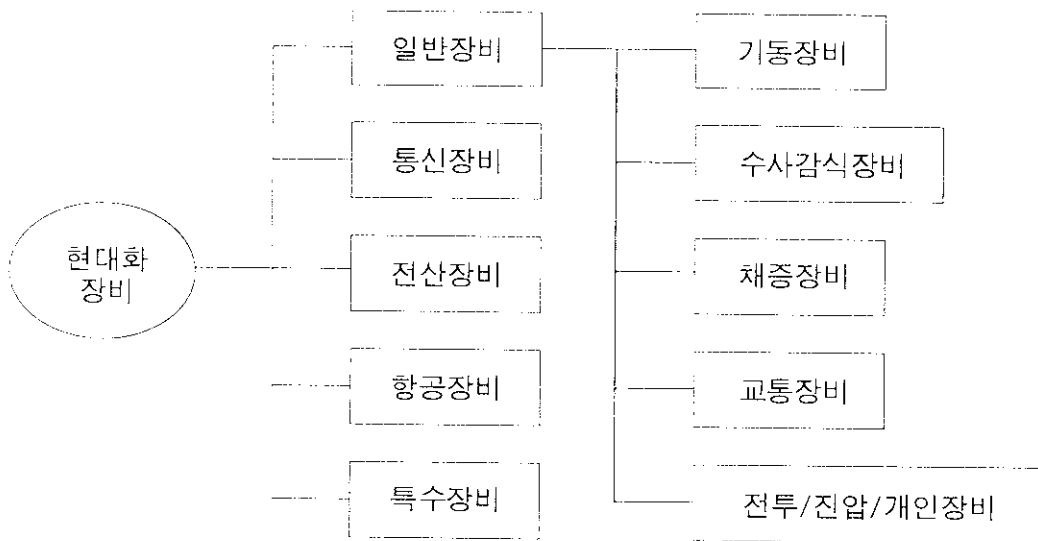 일반장비
기동장비
통신장비
수사감식장비
현대화
장비
전산장비
채증장비
항공장비
교통장비
특수장비
전투/진압/개인장비